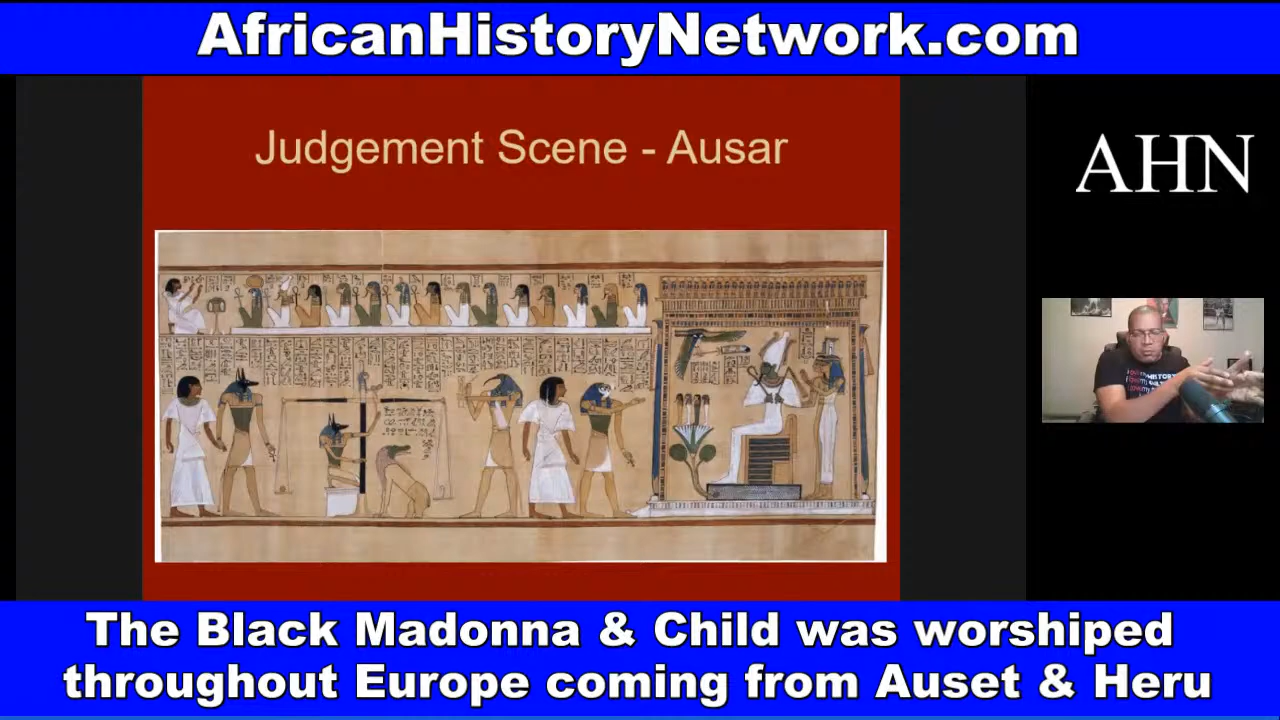 AfricanHistoryNetwork.com
Judgement Scene - Ausar
AHN
The Black Madonna & Child was worshiped
throughout Europe coming from Auset & Heru